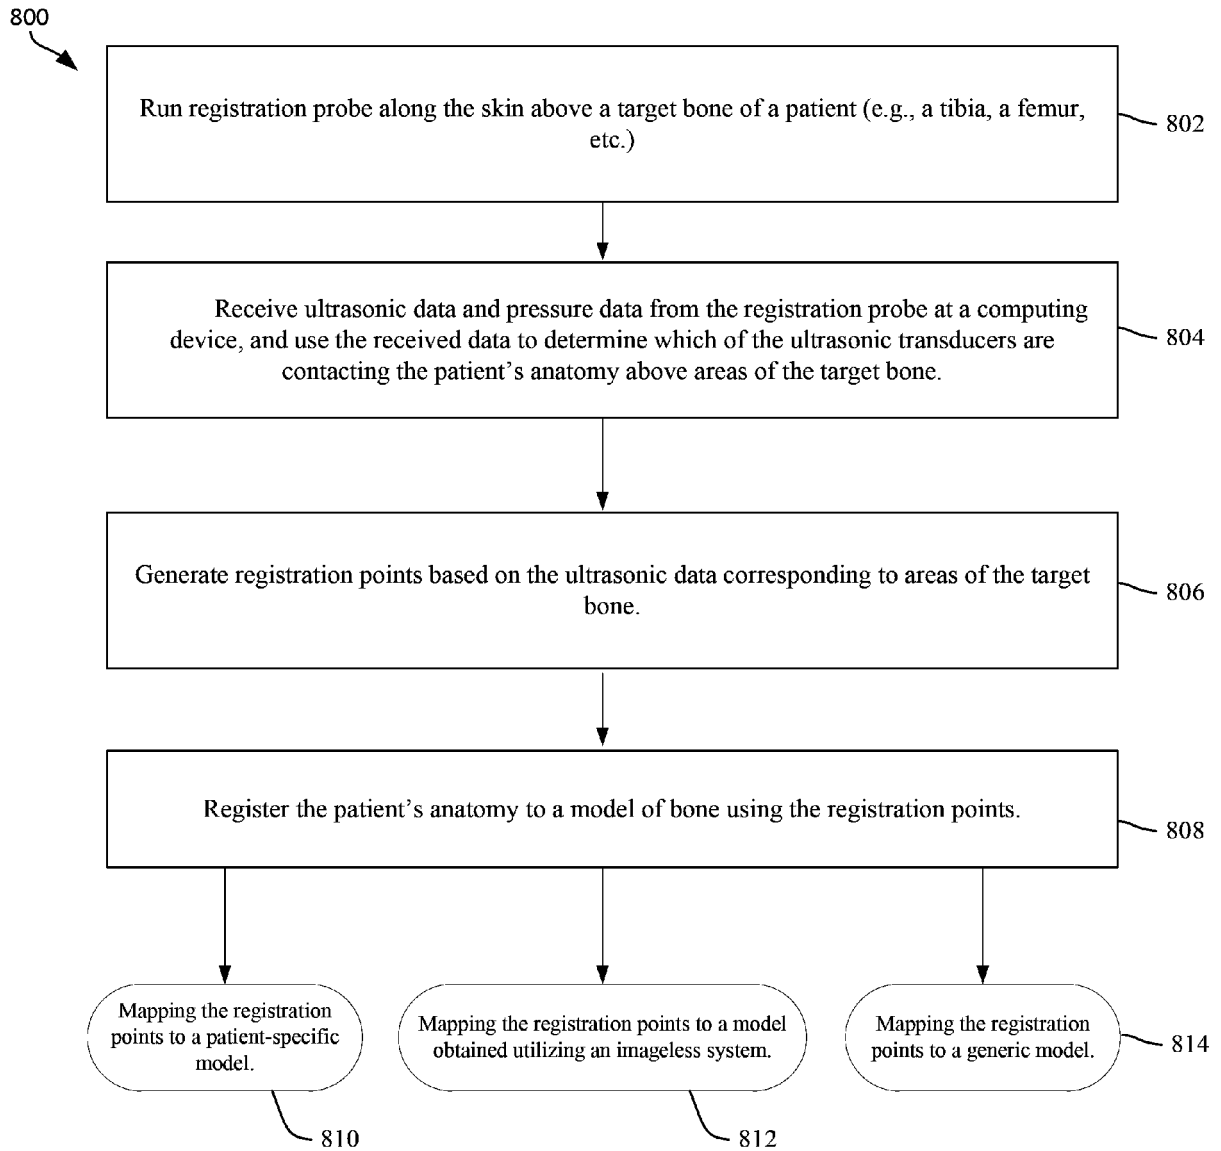 800
Run registration probe along the skin above a target bone of a patient (e.g., a tibia, a femur,
etc.)
802
Receive ultrasonic data and pressure data from the registration probe at a computing
device, and use the received data to determine which of the ultrasonic transducers are
contacting the patient’s anatomy above areas of the target bone.
804
Generate registration points based on the ultrasonic data corresponding to areas of the target
bone.
806
Register the patient’s anatomy to a model of bone using the registration points.
808
Mapping the registration
points to a patient-specific
model.
810
Mapping the registration points to a model
obtained utilizing an imageless system.
812
Mapping the registration
points to a generic model.
814